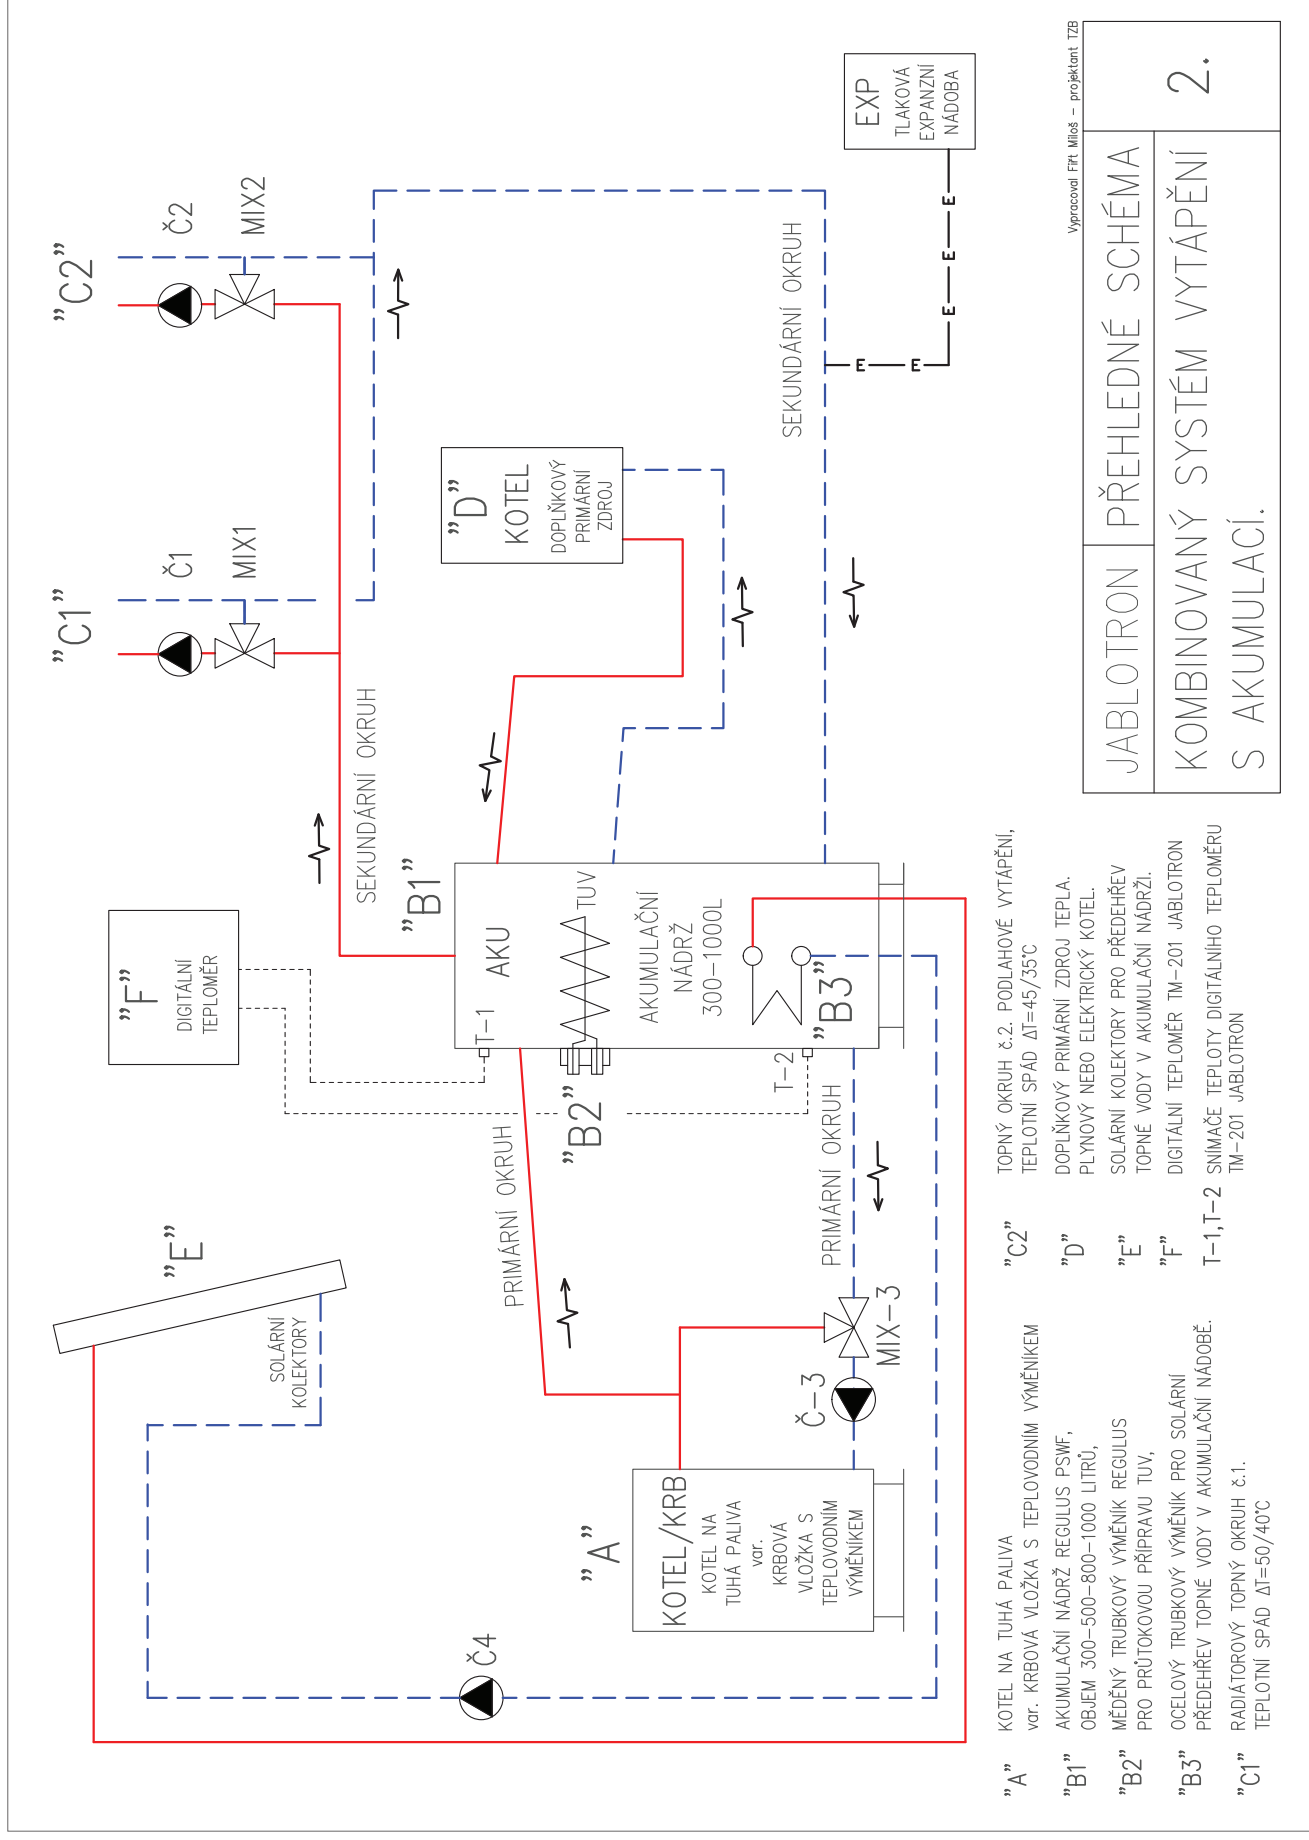 "E"
SOLÁRNÍ
KOLEKTORY
Č4
"F"
DIGITÁLNÍ
TEPLOMĚR
"C1"
Č1
MIX1
"C2"
Č2
MIX2
SEKUNDÁRNÍ OKRUH
"B1"
AKU
T-1
TUV
"B2"
AKUMULAČNÍ
NÁDRŽ
300-1000L
"B3"
T-2
PRIMÁRNÍ OKRUH
PRIMÁRNÍ OKRUH
MIX-3
Č-3
"A"
KOTEL/KRB
KOTEL NA
TUHÁ PALIVA
var.
KRBOVÁ
VLOŽKA S
TEPLOVODNÍM
VÝMĚNÍKEM
"D"
KOTEL
DOPLŇKOVÝ
PRIMÁRNÍ
ZDROJ
SEKUNDÁRNÍ OKRUH
E
E
E
E
E
EXP
TLAKOVÁ
EXPANZNÍ
NÁDOBA
"A" KOTEL NA TUHÁ PALIVA
var. KRBOVÁ VLOŽKA S TEPLOVODNÍM VÝMĚNÍKEM
"B1" AKUMULAČNÍ NÁDRŽ REGULUS PSWF,
OBJEM 300-500-800-1000 LITRŮ,
"B2" MĚDĚNÝ TRUBKOVÝ VÝMĚNÍK REGULUS
PRO PRŮTOKOVOU PŘÍPRAVU TUV,
"B3" OCELOVÝ TRUBKOVÝ VÝMĚNÍK PRO SOLÁRNÍ
PŘEDEHŘEV TOPNÉ VODY V AKUMULAČNÍ NÁDOBĚ.
"C1" RADIÁTOROVÝ TOPNÝ OKRUH č.1.
TEPLOTNÍ SPÁD ΔT=50/40°C
"C2" TOPNÝ OKRUH č.2. PODLAHOVÉ VYTÁPĚNÍ,
TEPLOTNÍ SPÁD ΔT=45/35°C
"D" DOPLŇKOVÝ PRIMÁRNÍ ZDROJ TEPLA.
PLYNOVÝ NEBO ELEKTRICKÝ KOTEL.
"E" SOLÁRNÍ KOLEKTORY PRO PŘEDEHŘEV
TOPNÉ VODY V AKUMULAČNÍ NÁDRŽI.
"F" DIGITÁLNÍ TEPLOMĚR TM-201 JABLOTRON
T-1,T-2 SNÍMAČE TEPLOTY DIGITÁLNÍHO TEPLOMĚRU
TM-201 JABLOTRON
Vypracoval Fiřt Miloš - projektant TZB
JABLOTRON
PŘEHLEDNÉ SCHÉMA
2.
KOMBINOVANÝ SYSTÉM VYTÁPĚNÍ
S AKUMULACÍ.